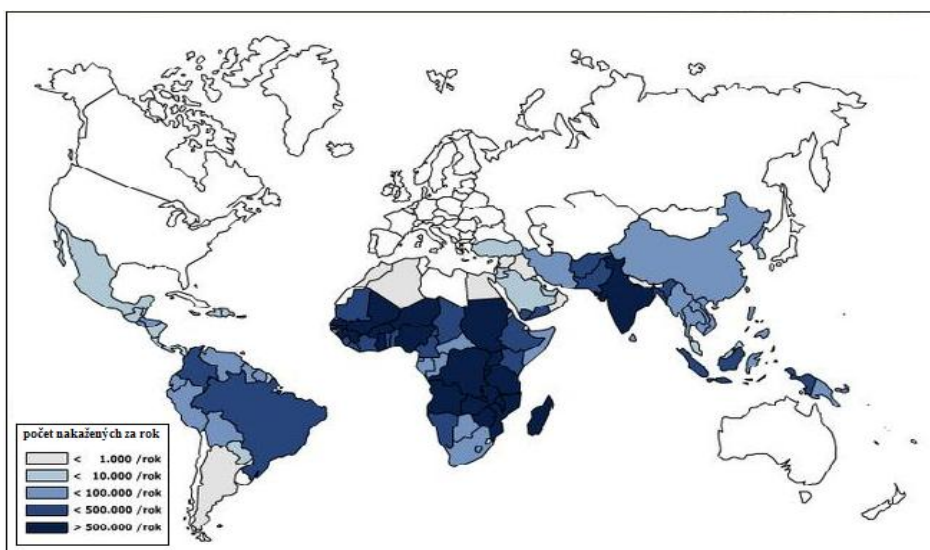 počet nakažených za rok
< 1.000 /rok
< 10.000 /rok
< 100.000 /rok
< 500.000 /rok
> 500.000 /rok